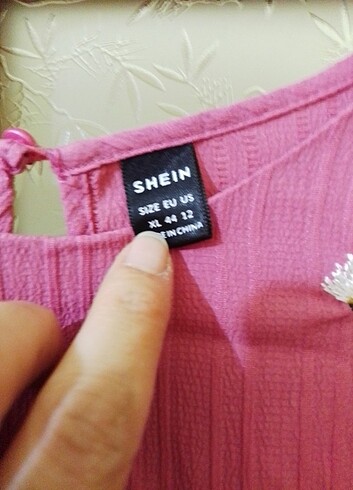 SHEIN
SIZE EU US
XL 44 12
E IN CHINA